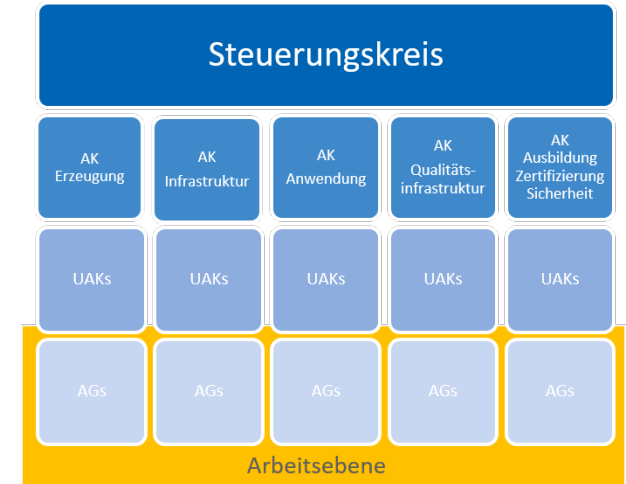 Steuerungskreis
AK
Erzeugung
AK
Infrastruktur
AK
Anwendung
AK
Qualitäts-
infrastruktur
AK
Ausbildung
Zertifizierung
Sicherheit
UAKs
UAKs
UAKs
UAKs
UAKs
AGs
AGs
AGs
AGs
AGs
Arbeitsebene